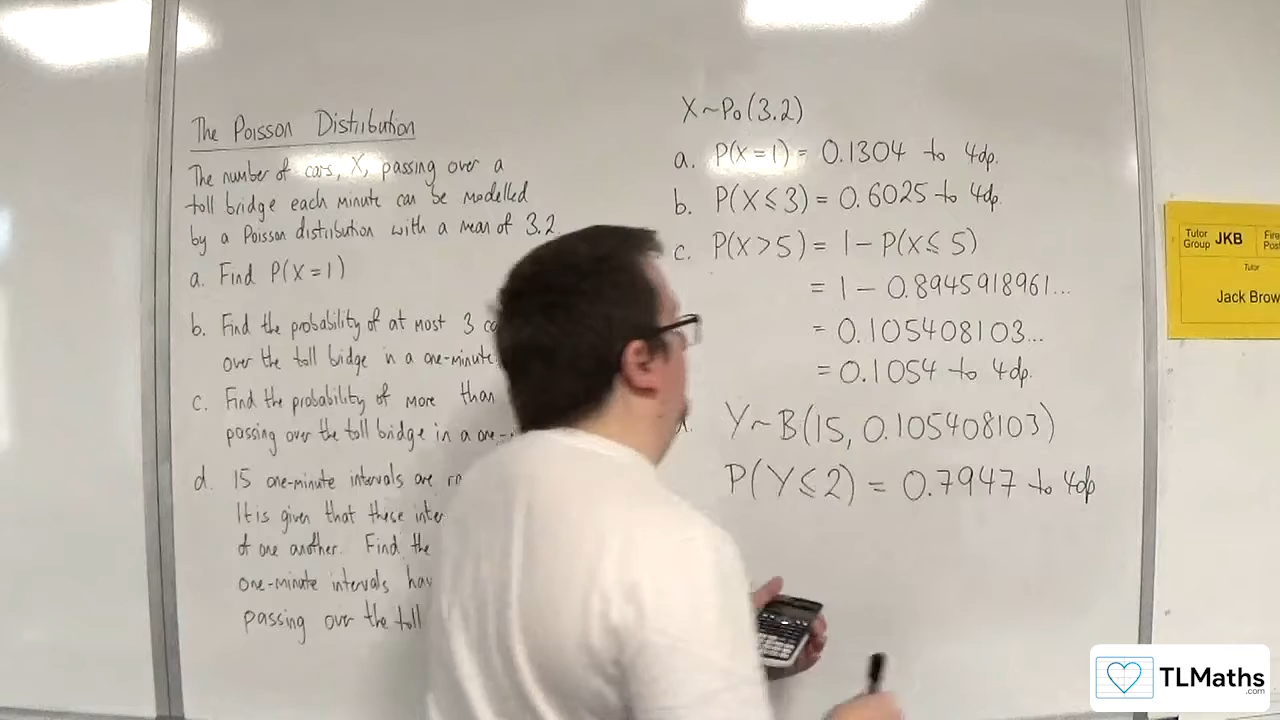 The Poisson Distribution
The number of cars, X, passing over a
toll bridge each minute can be modelled
by a Poisson distribution with a mean of 3.2
a. Find P(X=1)
b. Find the probability of at most 3
over the toll bridge in a one-minute
c. Find the probability of more than
passing over the toll bridge in a one-
d. 15 one-minute intervals are
It is given that these
of one another. Find the
one-minute intervals
passing over the toll
X~Po(3.2)
a. P(X=1) = 0.1304 to 4dp.
b. P(X≤3) = 0.6025 to 4dp.
c. P(X>5) = 1 - P(X≤5)
= 1 - 0.8945918961...
= 0.105408103...
= 0.1054 to 4dp.
Y~B(15, 0.105408103)
P(Y≤2) = 0.7947 to 4dp
Tutor
Group JKB
Tutor
Jack
TLMaths
.com